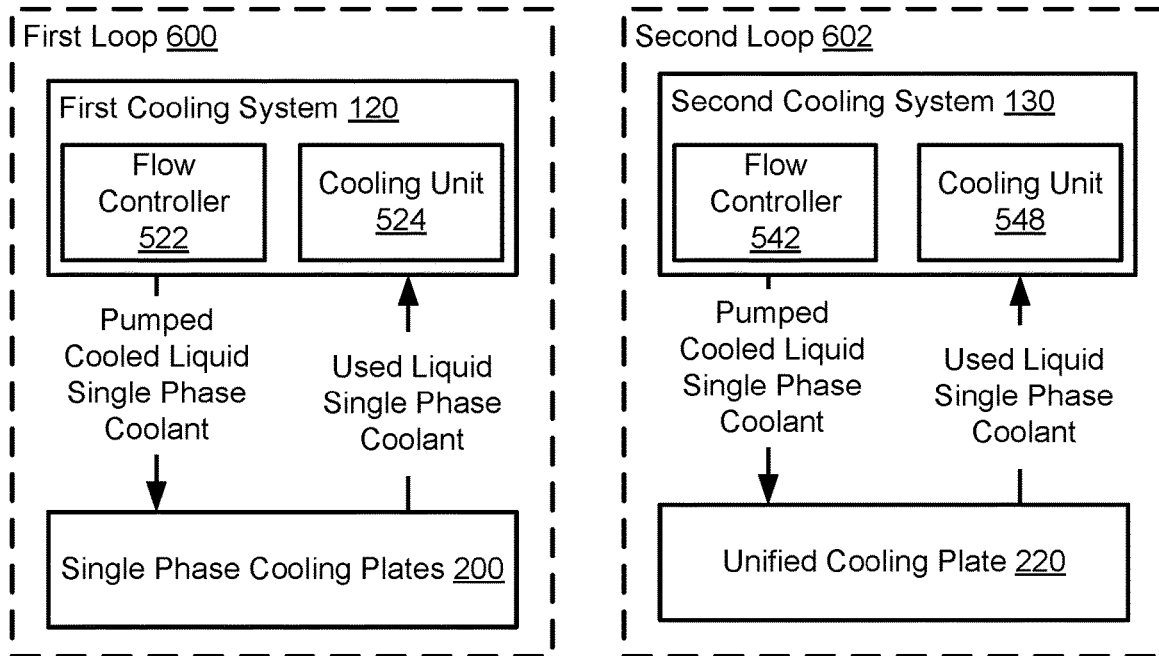 First Loop 600
First Cooling System 120
Flow
Controller
522
Cooling Unit
524
Pumped
Cooled Liquid
Single Phase
Coolant
Used Liquid
Single Phase
Coolant
Single Phase Cooling Plates 200
Second Loop 602
Second Cooling System 130
Flow
Controller
542
Cooling Unit
548
Pumped
Cooled Liquid
Single Phase
Coolant
Used Liquid
Single Phase
Coolant
Unified Cooling Plate 220